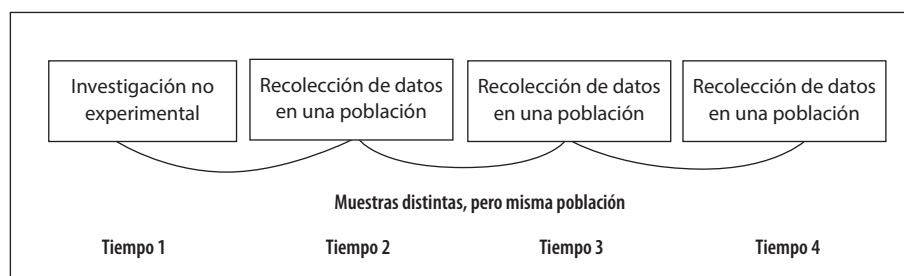 Investigación no
experimental
Recolección de datos
en una población
Recolección de datos
en una población
Recolección de datos
en una población
Muestras distintas, pero misma población
Tiempo 1
Tiempo 2
Tiempo 3
Tiempo 4